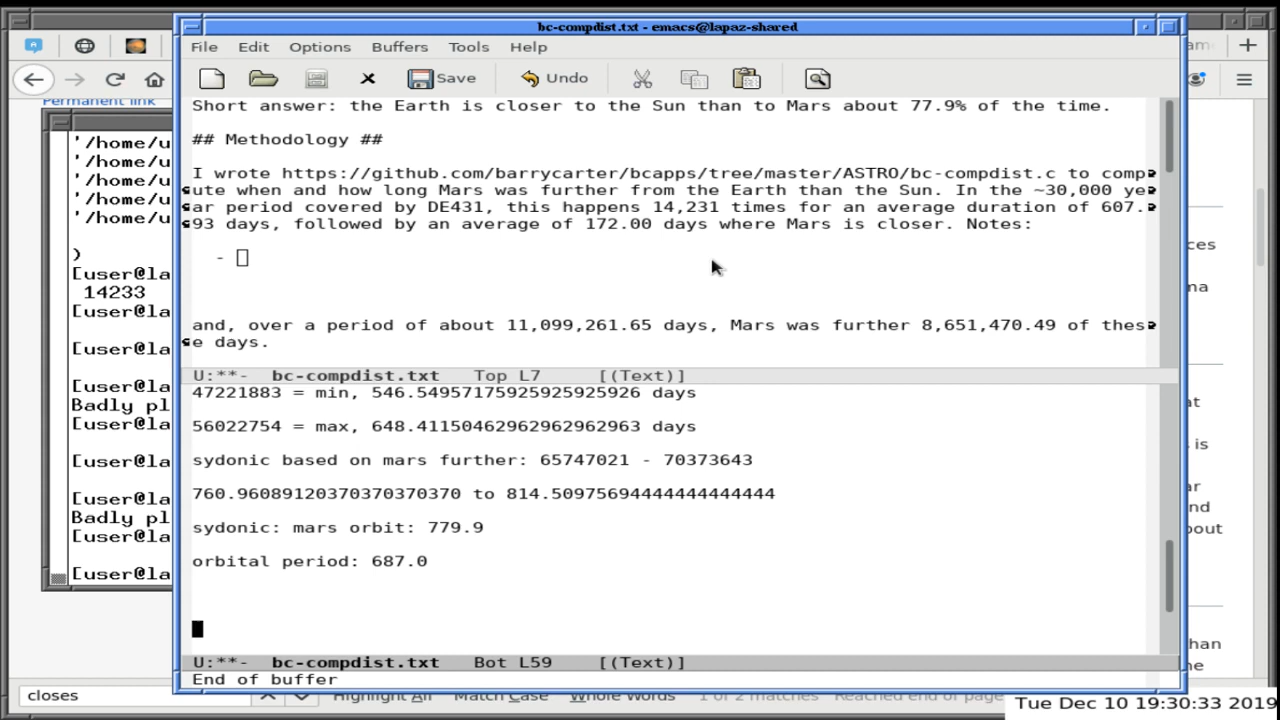 bc-compdist.txt - emacs@lapaz-shared
File Edit Options Buffers Tools Help
Save Undo
Permanent link
Short answer: the Earth is closer to the Sun than to Mars about 77.9% of the time.
## Methodology ##
I wrote https://github.com/barrycarter/bcapps/tree/master/ASTRO/bc-compdist.c to comp
ute when and how long Mars was further from the Earth than the Sun. In the ~30,000 ye
ar period covered by DE431, this happens 14,231 times for an average duration of 607.
93 days, followed by an average of 172.00 days where Mars is closer. Notes:
-
and, over a period of about 11,099,261.65 days, Mars was further 8,651,470.49 of thes
e days.
U:**- bc-compdist.txt Top L7 [(Text)]
47221883 = min, 546.54957175925925926 days
56022754 = max, 648.41150462962962963 days
sydonic based on mars further: 65747021 - 70373643
760.96089120370370370 to 814.50975694444444444
sydonic: mars orbit: 779.9
orbital period: 687.0
U:**- bc-compdist.txt Bot L59 [(Text)]
End of buffer
'/home/u
'/home/u
'/home/u
'/home/u
'/home/u
)
[user@la
14233
[user@la
[user@la
[user@la
Badly pl
[user@la
[user@la
[user@la
Badly pl
[user@la
[user@la
closes
Highlight All Match Case Whole Words 1 of 2 matches Reached end of page
Tue Dec 10 19:30:33 2019